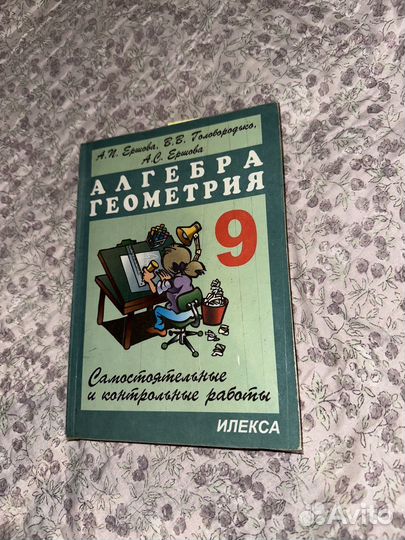 А.П. Ершова, В.В. Голобородько,
А.С. Ершова
АЛГЕБРА
ГЕОМЕТРИЯ
9
Самостоятельные
и контрольные работы
ИЛЕКСА
Avito